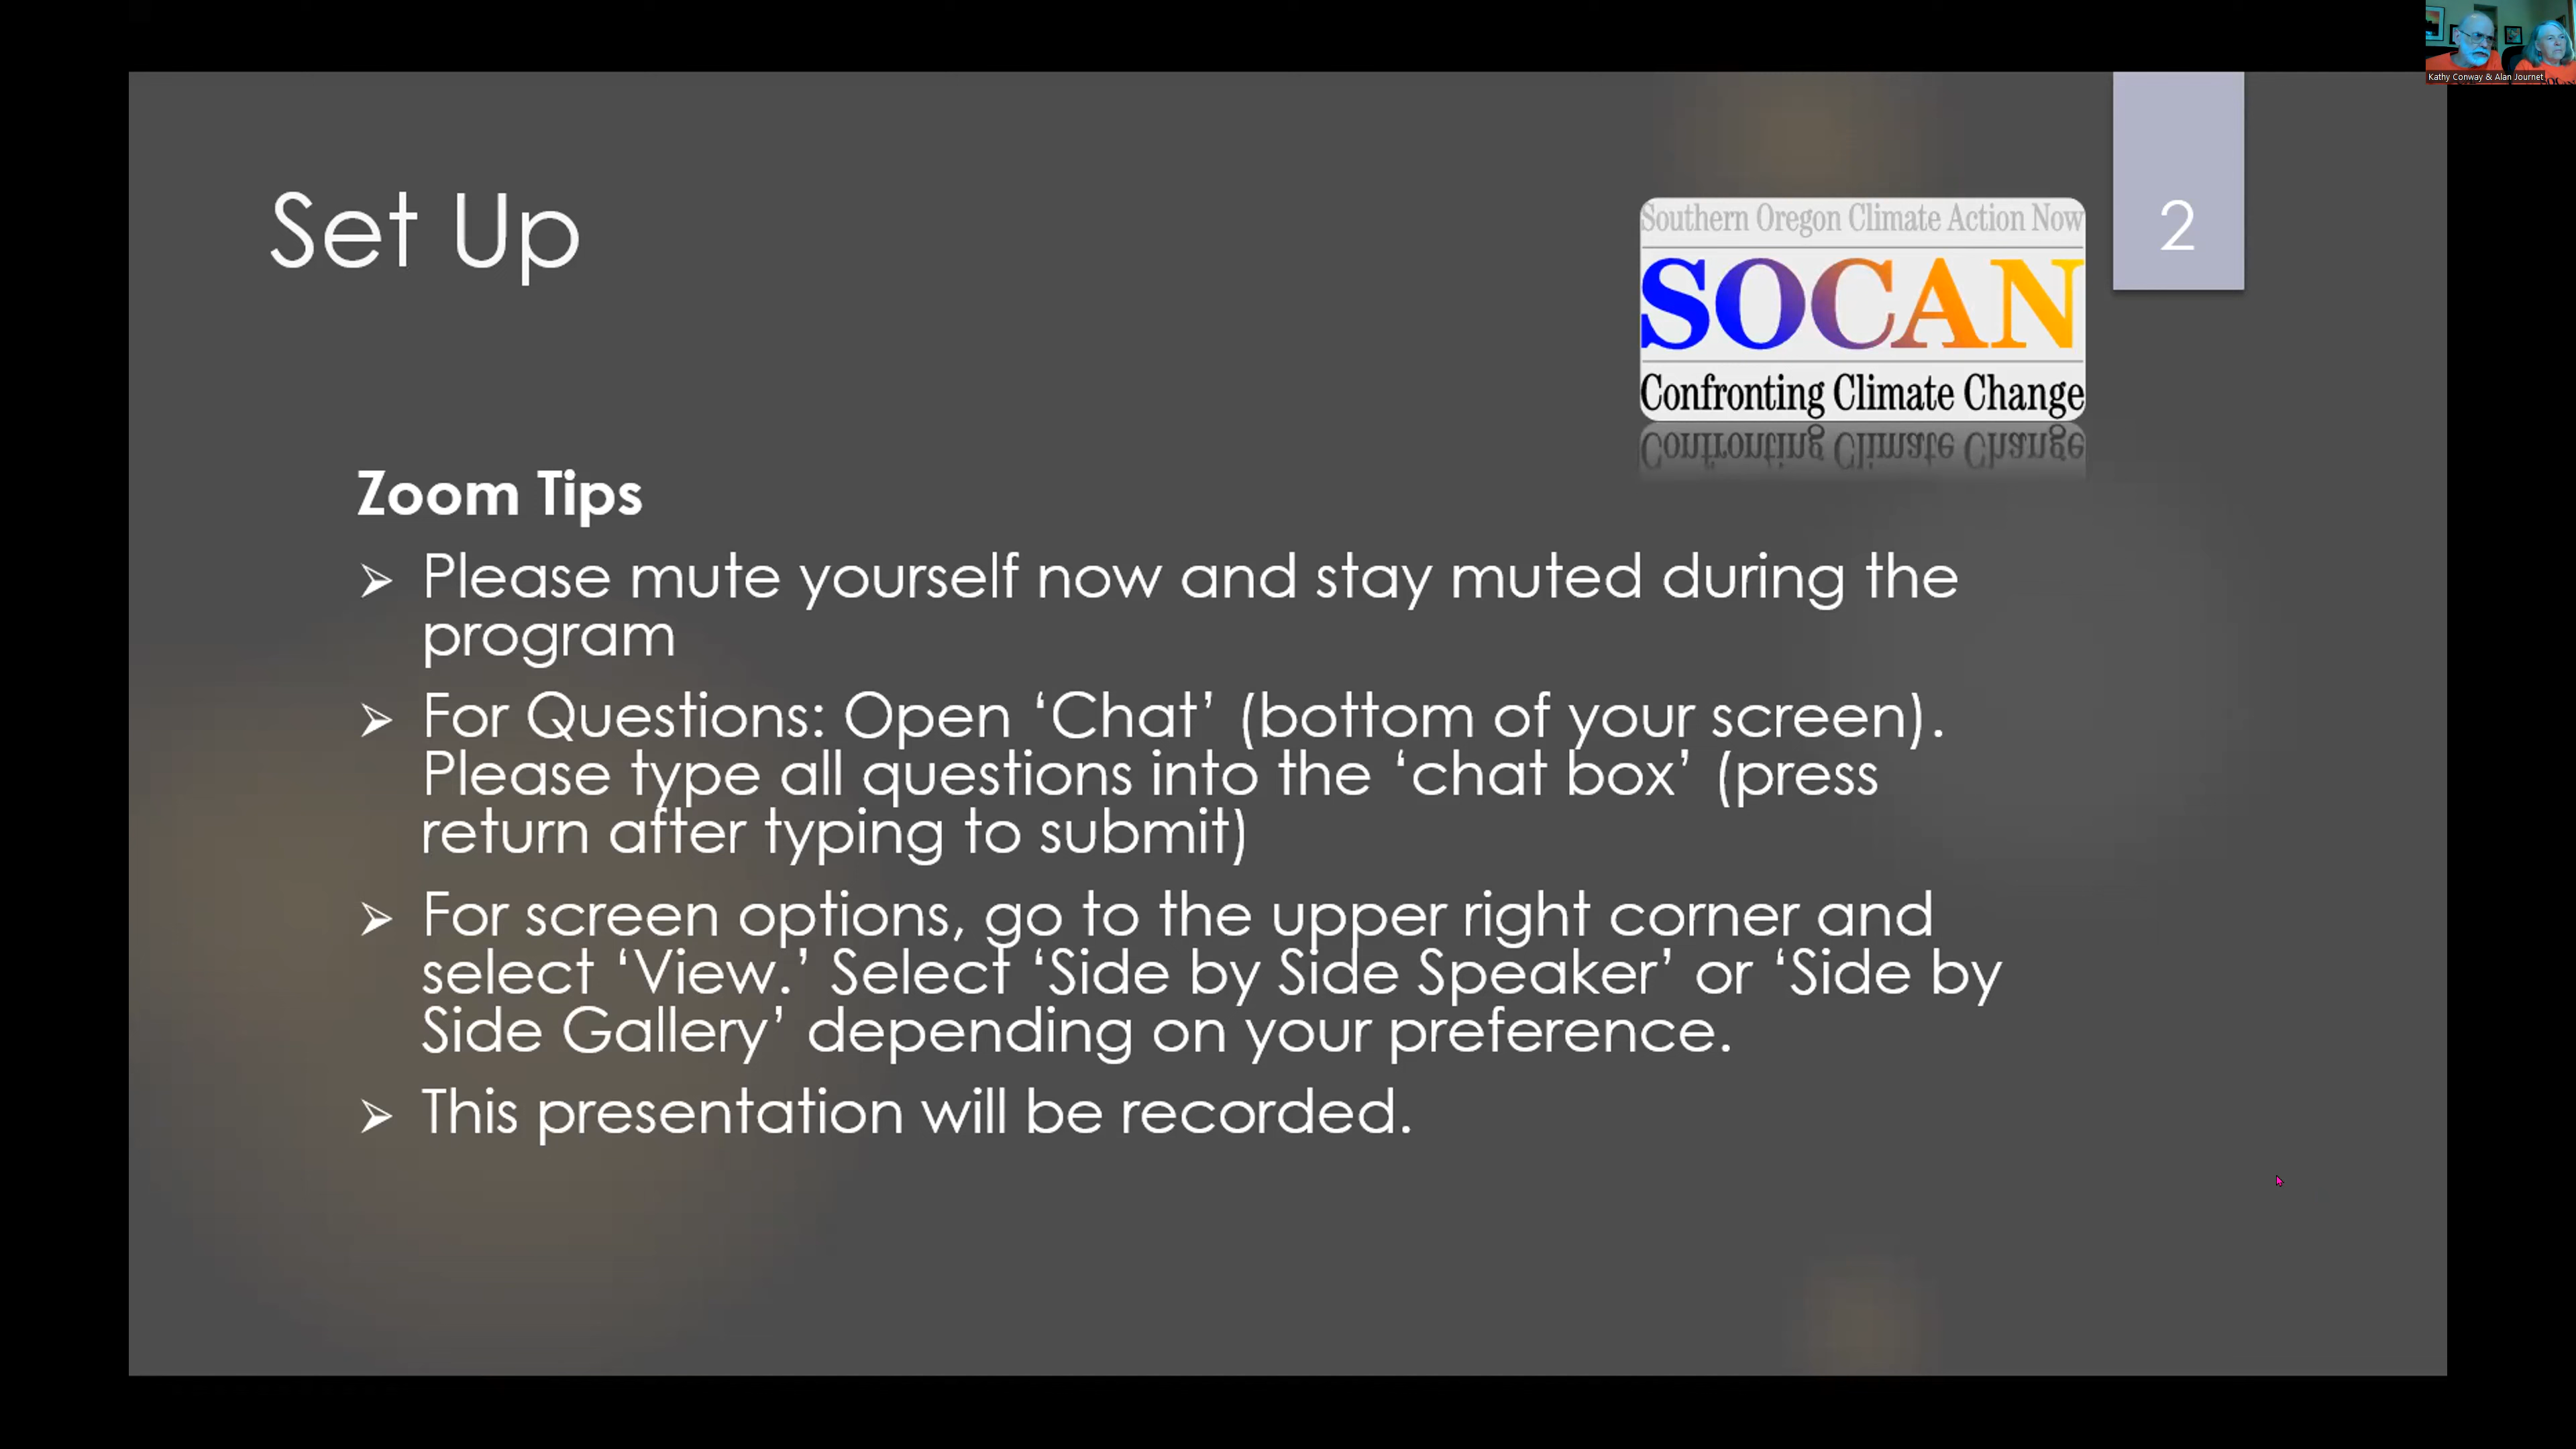 Kathy Conway & Alan Journet
Set Up
2
Southern Oregon Climate Action Now
SOCAN
Confronting Climate Change
Zoom Tips
➢ Please mute yourself now and stay muted during the
program
➢ For Questions: Open ‘Chat’ (bottom of your screen).
Please type all questions into the ‘chat box’ (press
return after typing to submit)
➢ For screen options, go to the upper right corner and
select ‘View.’ Select ‘Side by Side Speaker’ or ‘Side by
Side Gallery’ depending on your preference.
➢ This presentation will be recorded.